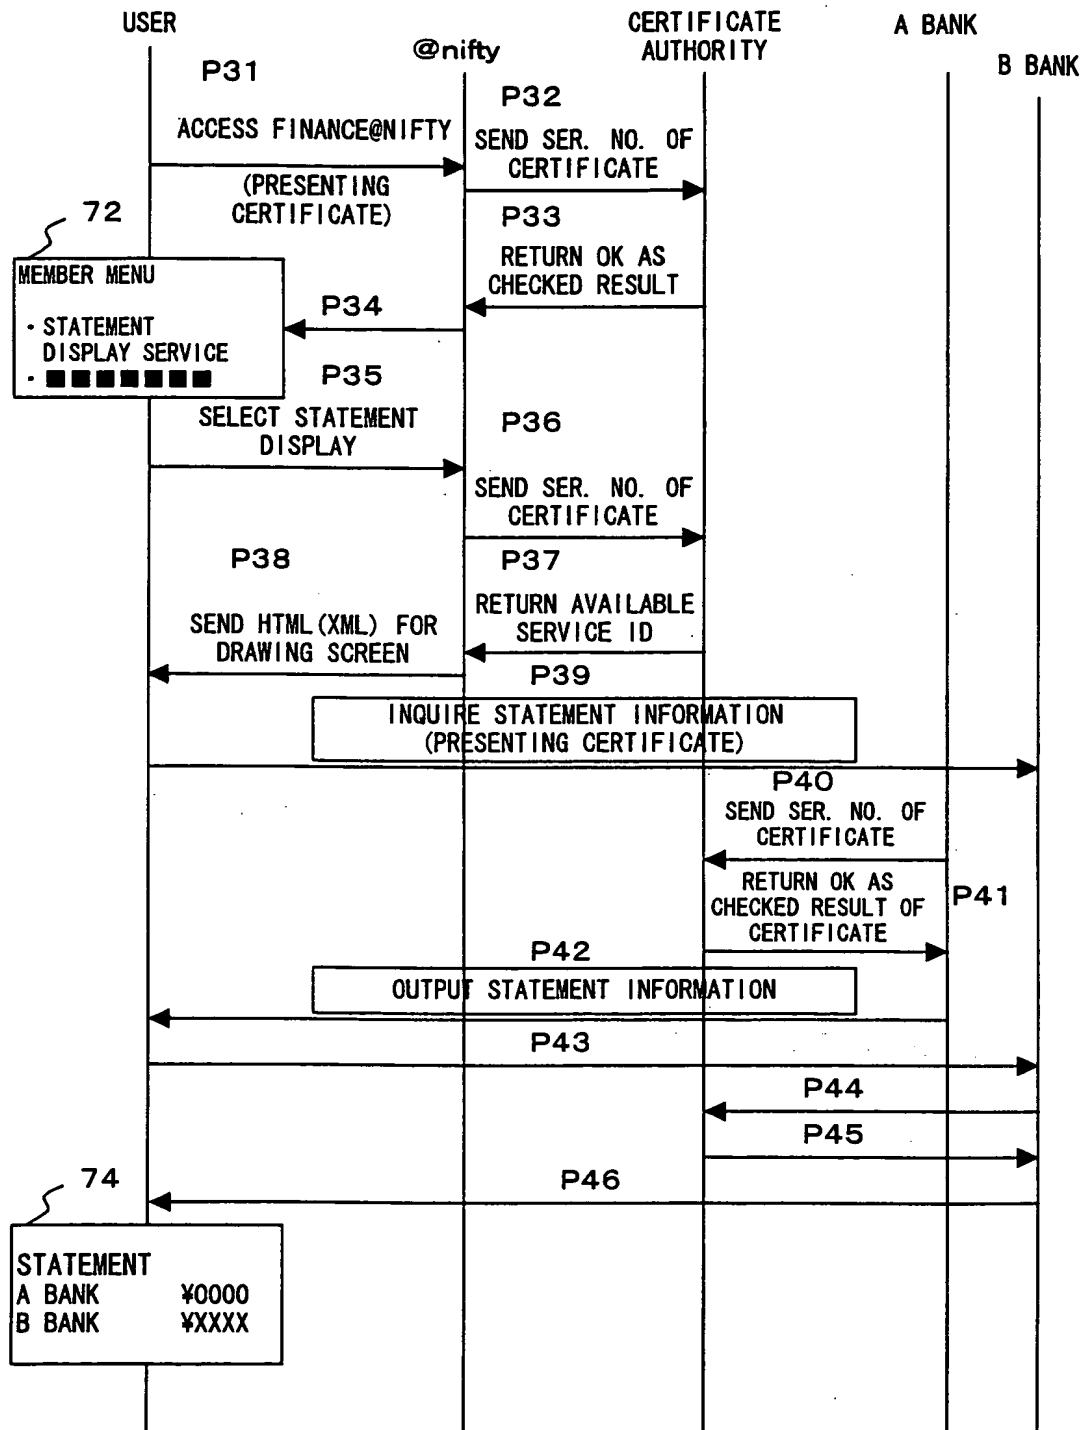 USER
@nifty
CERTIFICATE
AUTHORITY
A BANK
B BANK
P31
ACCESS FINANCE@NIFTY
(PRESENTING
CERTIFICATE)
P32
SEND SER. NO. OF
CERTIFICATE
P33
RETURN OK AS
CHECKED RESULT
72
MEMBER MENU
・STATEMENT
DISPLAY SERVICE
・■■■■■■■
P34
P35
SELECT STATEMENT
DISPLAY
P36
SEND SER. NO. OF
CERTIFICATE
P37
RETURN AVAILABLE
SERVICE ID
P38
SEND HTML(XML) FOR
DRAWING SCREEN
P39
INQUIRE STATEMENT INFORMATION
(PRESENTING CERTIFICATE)
P40
SEND SER. NO. OF
CERTIFICATE
RETURN OK AS
CHECKED RESULT OF
CERTIFICATE
P41
P42
OUTPUT STATEMENT INFORMATION
P43
P44
P45
P46
74
STATEMENT
A BANK ¥0000
B BANK ¥XXXX